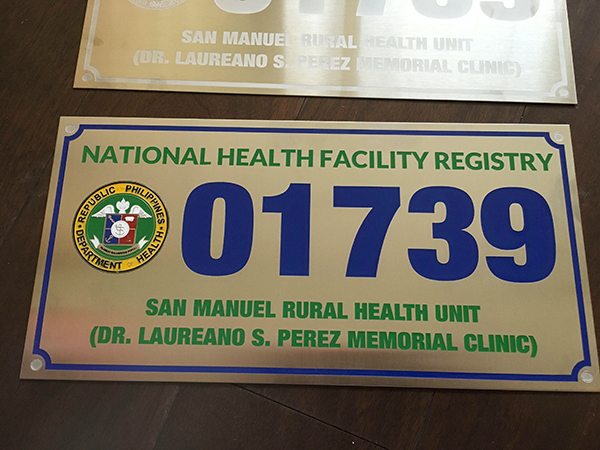 SAN MANUEL RURAL HEALTH UNIT
(DR. LAUREANO S. PEREZ MEMORIAL CLINIC)
NATIONAL HEALTH FACILITY REGISTRY
REPUBLIC PHILIPPINES
DEPARTMENT OF HEALTH
01739
SAN MANUEL RURAL HEALTH UNIT
(DR. LAUREANO S. PEREZ MEMORIAL CLINIC)